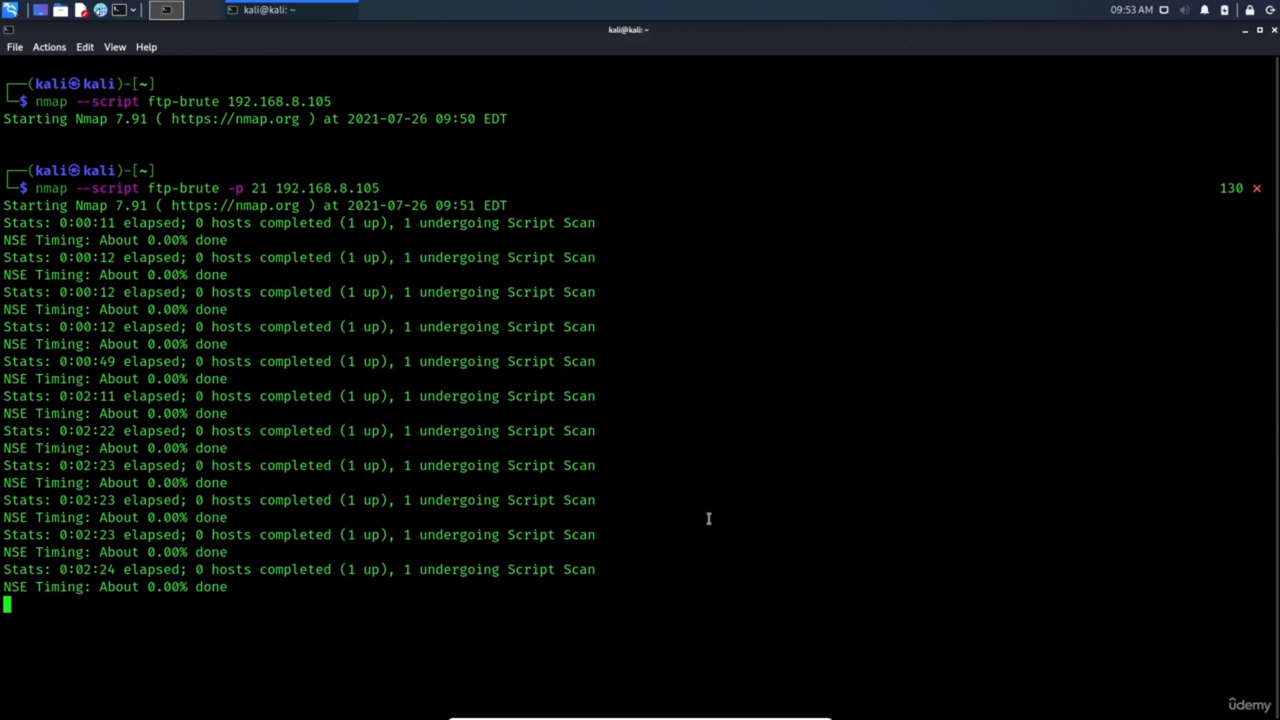 kali@kali: ~
09:53 AM
kali@kali: ~
File Actions Edit View Help
┌──(kali㉿kali)-[~]
└─$ nmap --script ftp-brute 192.168.8.105
Starting Nmap 7.91 ( https://nmap.org ) at 2021-07-26 09:50 EDT
┌──(kali㉿kali)-[~]
└─$ nmap --script ftp-brute -p 21 192.168.8.105 130 ⨯
Starting Nmap 7.91 ( https://nmap.org ) at 2021-07-26 09:51 EDT
Stats: 0:00:11 elapsed; 0 hosts completed (1 up), 1 undergoing Script Scan
NSE Timing: About 0.00% done
Stats: 0:00:12 elapsed; 0 hosts completed (1 up), 1 undergoing Script Scan
NSE Timing: About 0.00% done
Stats: 0:00:12 elapsed; 0 hosts completed (1 up), 1 undergoing Script Scan
NSE Timing: About 0.00% done
Stats: 0:00:12 elapsed; 0 hosts completed (1 up), 1 undergoing Script Scan
NSE Timing: About 0.00% done
Stats: 0:00:49 elapsed; 0 hosts completed (1 up), 1 undergoing Script Scan
NSE Timing: About 0.00% done
Stats: 0:02:11 elapsed; 0 hosts completed (1 up), 1 undergoing Script Scan
NSE Timing: About 0.00% done
Stats: 0:02:22 elapsed; 0 hosts completed (1 up), 1 undergoing Script Scan
NSE Timing: About 0.00% done
Stats: 0:02:23 elapsed; 0 hosts completed (1 up), 1 undergoing Script Scan
NSE Timing: About 0.00% done
Stats: 0:02:23 elapsed; 0 hosts completed (1 up), 1 undergoing Script Scan
NSE Timing: About 0.00% done
Stats: 0:02:23 elapsed; 0 hosts completed (1 up), 1 undergoing Script Scan
NSE Timing: About 0.00% done
Stats: 0:02:24 elapsed; 0 hosts completed (1 up), 1 undergoing Script Scan
NSE Timing: About 0.00% done
ûdemy